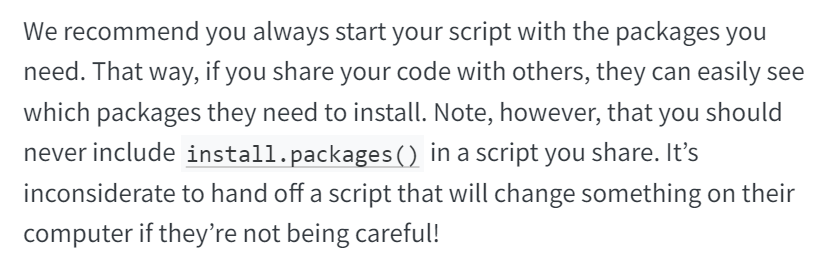 We recommend you always start your script with the packages you
need. That way, if you share your code with others, they can easily see
which packages they need to install. Note, however, that you should
never include install.packages() in a script you share. It’s
inconsiderate to hand off a script that will change something on their
computer if they’re not being careful!